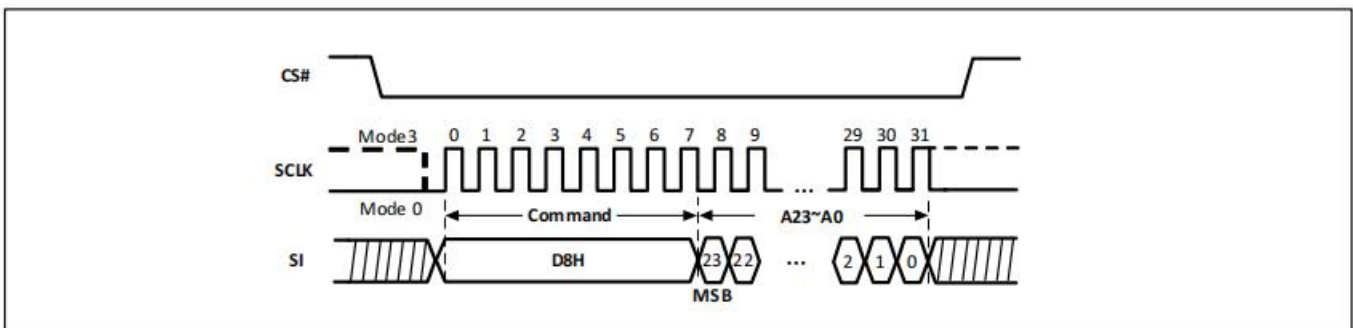 CS#
Mode3 0 1 2 3 4 5 6 7 8 9 29 30 31
SCLK
...
Mode 0 Command A23~A0
SI D8H 23 22 ... 2 1 0
MSB